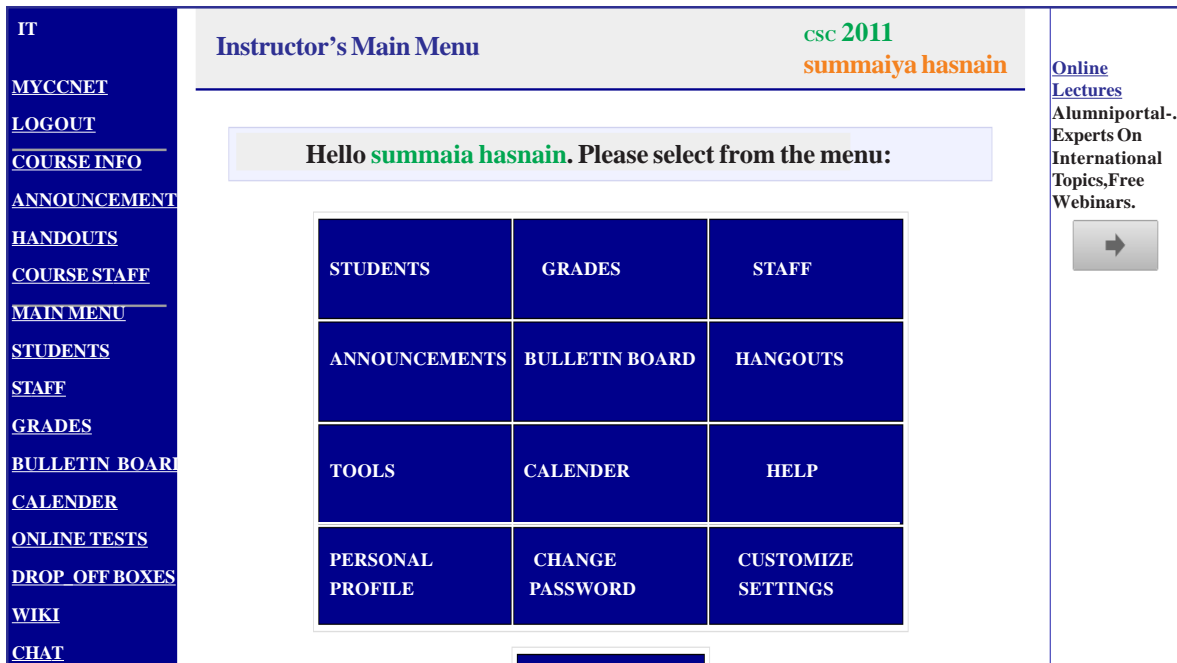 IT
MYCCNET
LOGOUT
COURSE INFO
ANNOUNCEMENT
HANDOUTS
COURSE STAFF
MAIN MENU
STUDENTS
STAFF
GRADES
BULLETIN BOARI
CALENDER
ONLINE TESTS
DROP_OFF BOXES
WIKI
CHAT
Instructor's Main Menu
CSC 2011
summaiya hasnain
Hello summaia hasnain. Please select from the menu:
STUDENTS GRADES STAFF
ANNOUNCEMENTS BULLETIN BOARD HANGOUTS
TOOLS CALENDER HELP
PERSONAL PROFILE
CHANGE PASSWORD
CUSTOMIZE SETTINGS
Online
Lectures
Alumniportal-.
Experts On
International
Topics,Free
Webinars.